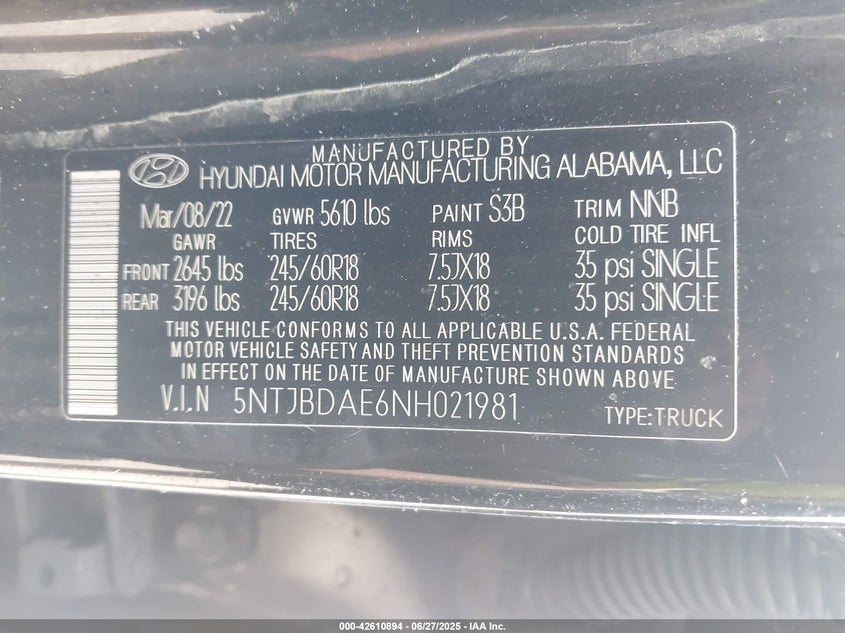 MANUFACTURED BY
HYUNDAI MOTOR MANUFACTURING ALABAMA, LLC
Mar/08/22 GVWR 5610 lbs PAINT S3B TRIM NNB
GAWR TIRES RIMS COLD TIRE INFL
FRONT 2645 lbs 245/60R18 7.5JX18 35 psi SINGLE
REAR 3196 lbs 245/60R18 7.5JX18 35 psi SINGLE
THIS VEHICLE CONFORMS TO ALL APPLICABLE U.S.A. FEDERAL
MOTOR VEHICLE SAFETY AND THEFT PREVENTION STANDARDS
IN EFFECT ON THE DATE OF MANUFACTURE SHOWN ABOVE
V.I.N 5NTJBDAE6NH021981 TYPE:TRUCK
000-42610894 - 06/27/2025 - IAA Inc.